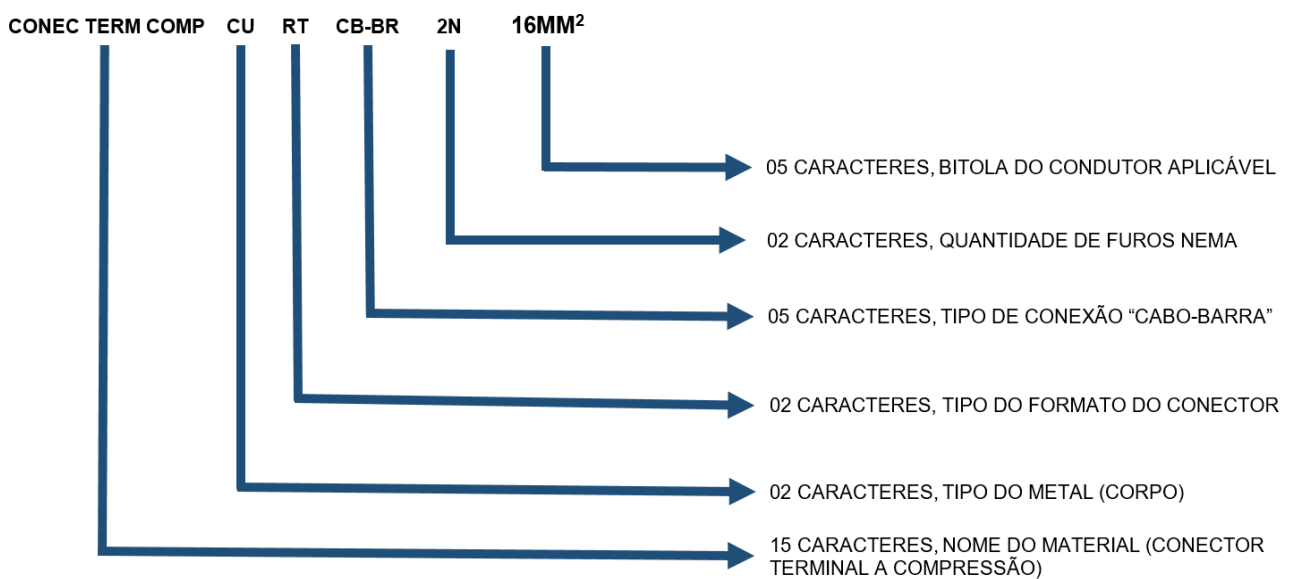 CONEC TERM COMP CU RT CB-BR 2N 16MM²
05 CARACTERES, BITOLA DO CONDUTOR APLICÁVEL
02 CARACTERES, QUANTIDADE DE FUROS NEMA
05 CARACTERES, TIPO DE CONEXÃO “CABO-BARRA”
02 CARACTERES, TIPO DO FORMATO DO CONECTOR
02 CARACTERES, TIPO DO METAL (CORPO)
15 CARACTERES, NOME DO MATERIAL (CONECTOR
TERMINAL A COMPRESSÃO)